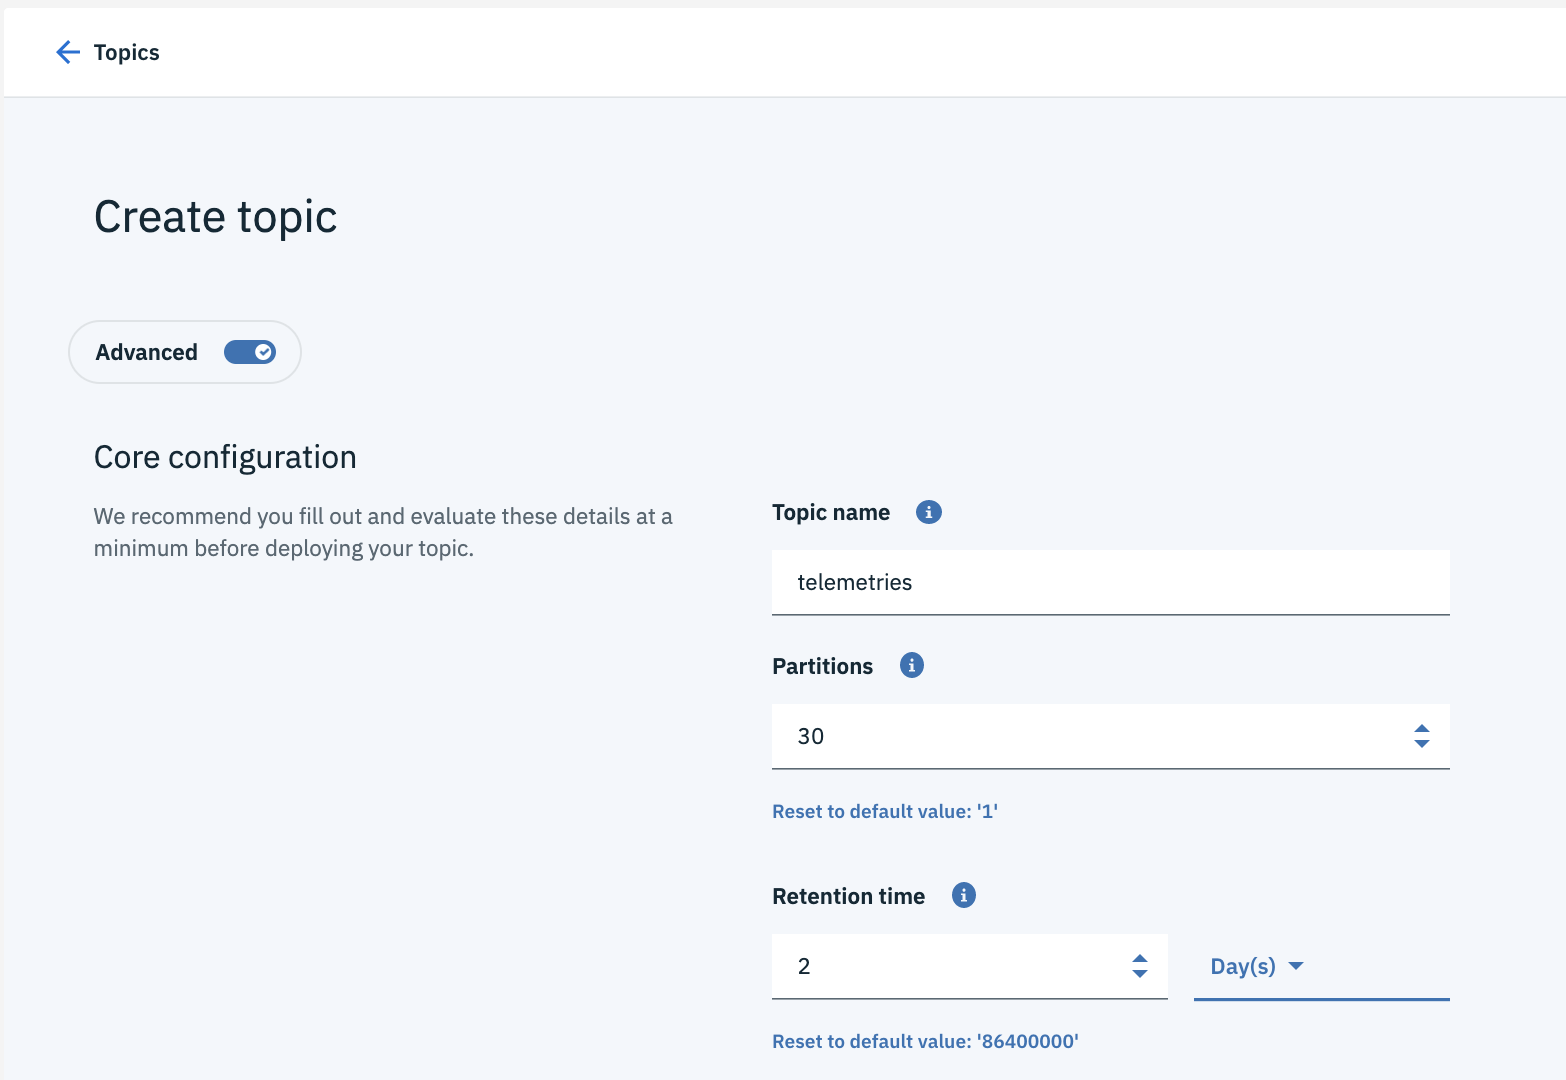 Topics
Create topic
Advanced
Core configuration
We recommend you fill out and evaluate these details at a
minimum before deploying your topic.
Topic name
telemetries
Partitions
30
Reset to default value: '1'
Retention time
2
Day(s)
Reset to default value: '86400000'